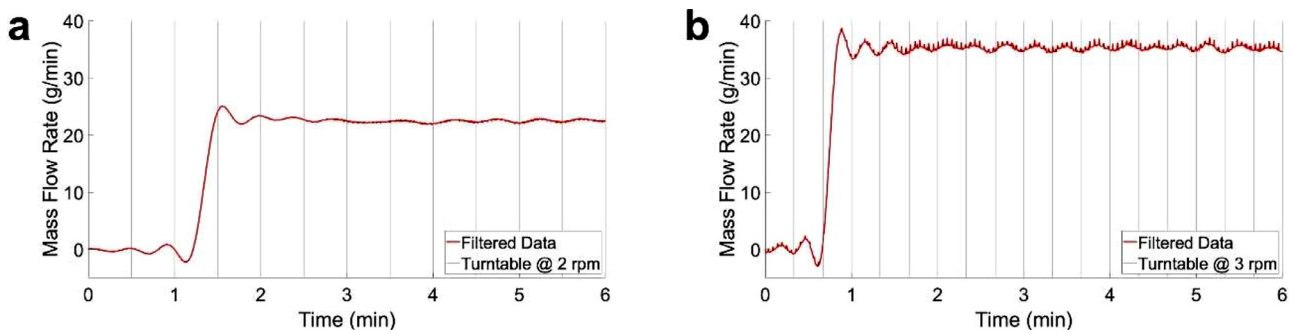 a
Mass Flow Rate (g/min)
40
30
20
10
0
Filtered Data
Turntable @ 2 rpm
0 1 2 3 4 5 6
Time (min)
b
Mass Flow Rate (g/min)
40
30
20
10
0
Filtered Data
Turntable @ 3 rpm
0 1 2 3 4 5 6
Time (min)